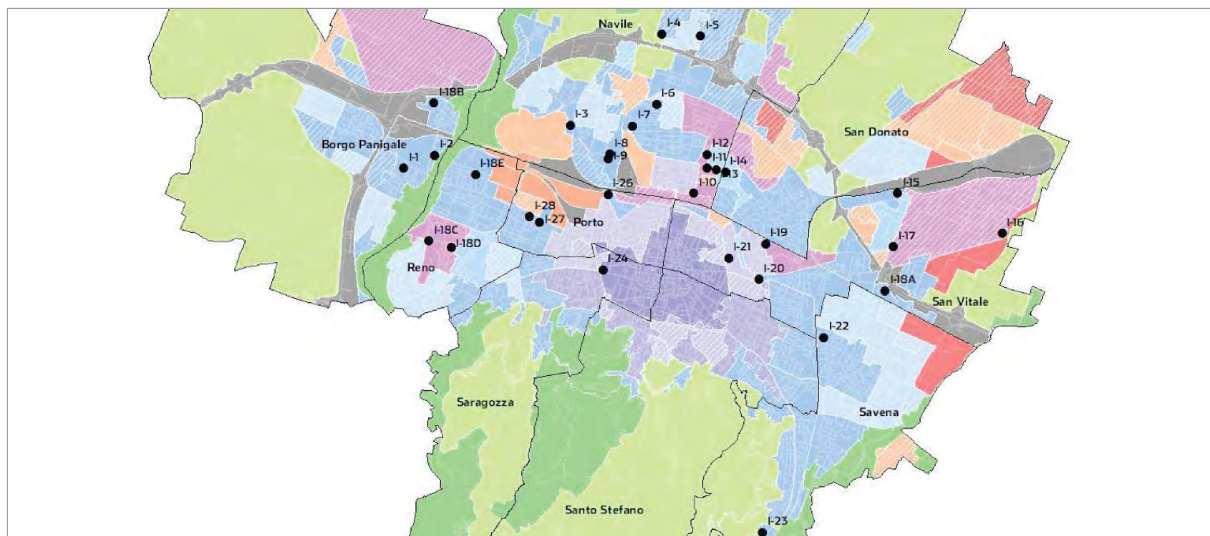 Navile
I-4
I-5
I-18B
I-6
I-3
I-7
San Donato
Borgo Panigale
I-1
I-2
I-8
I-9
I-12
I-11
I-14
I-18E
I-10
I-15
I-26
I-28
I-27
Porto
I-16
I-18C
I-18D
I-19
I-17
Reno
I-24
I-21
I-20
I-18A
San Vitale
I-22
Saragozza
Savena
Santo Stefano
I-23